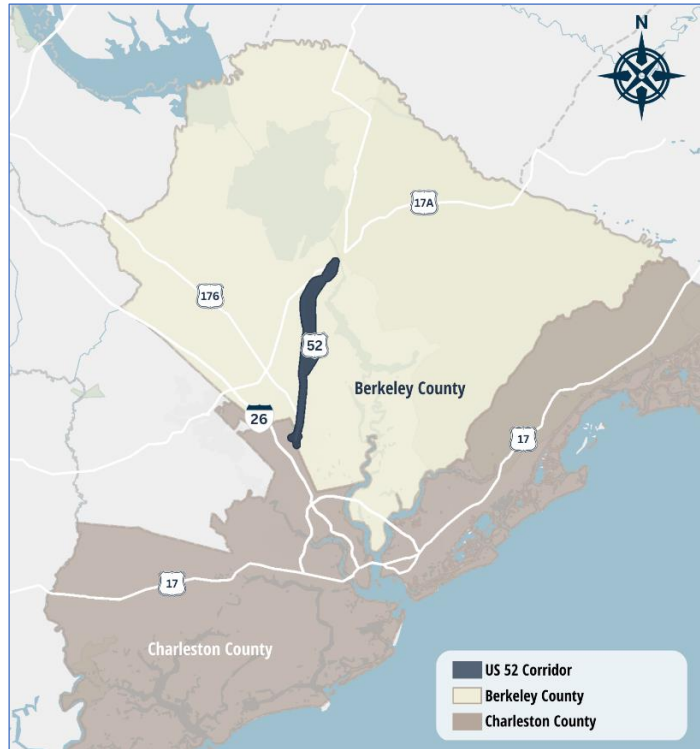 N
17A
176
52
Berkeley County
26
17
17
Charleston County
US 52 Corridor
Berkeley County
Charleston County